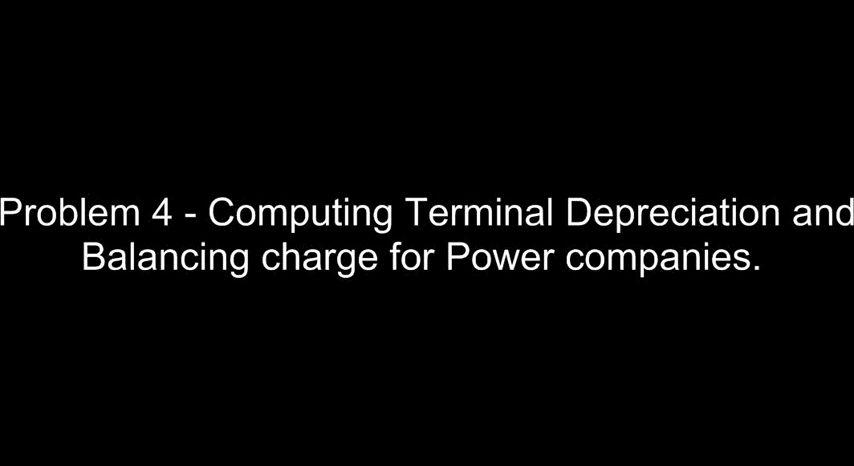 Problem 4 - Computing Terminal Depreciation and
Balancing charge for Power companies.